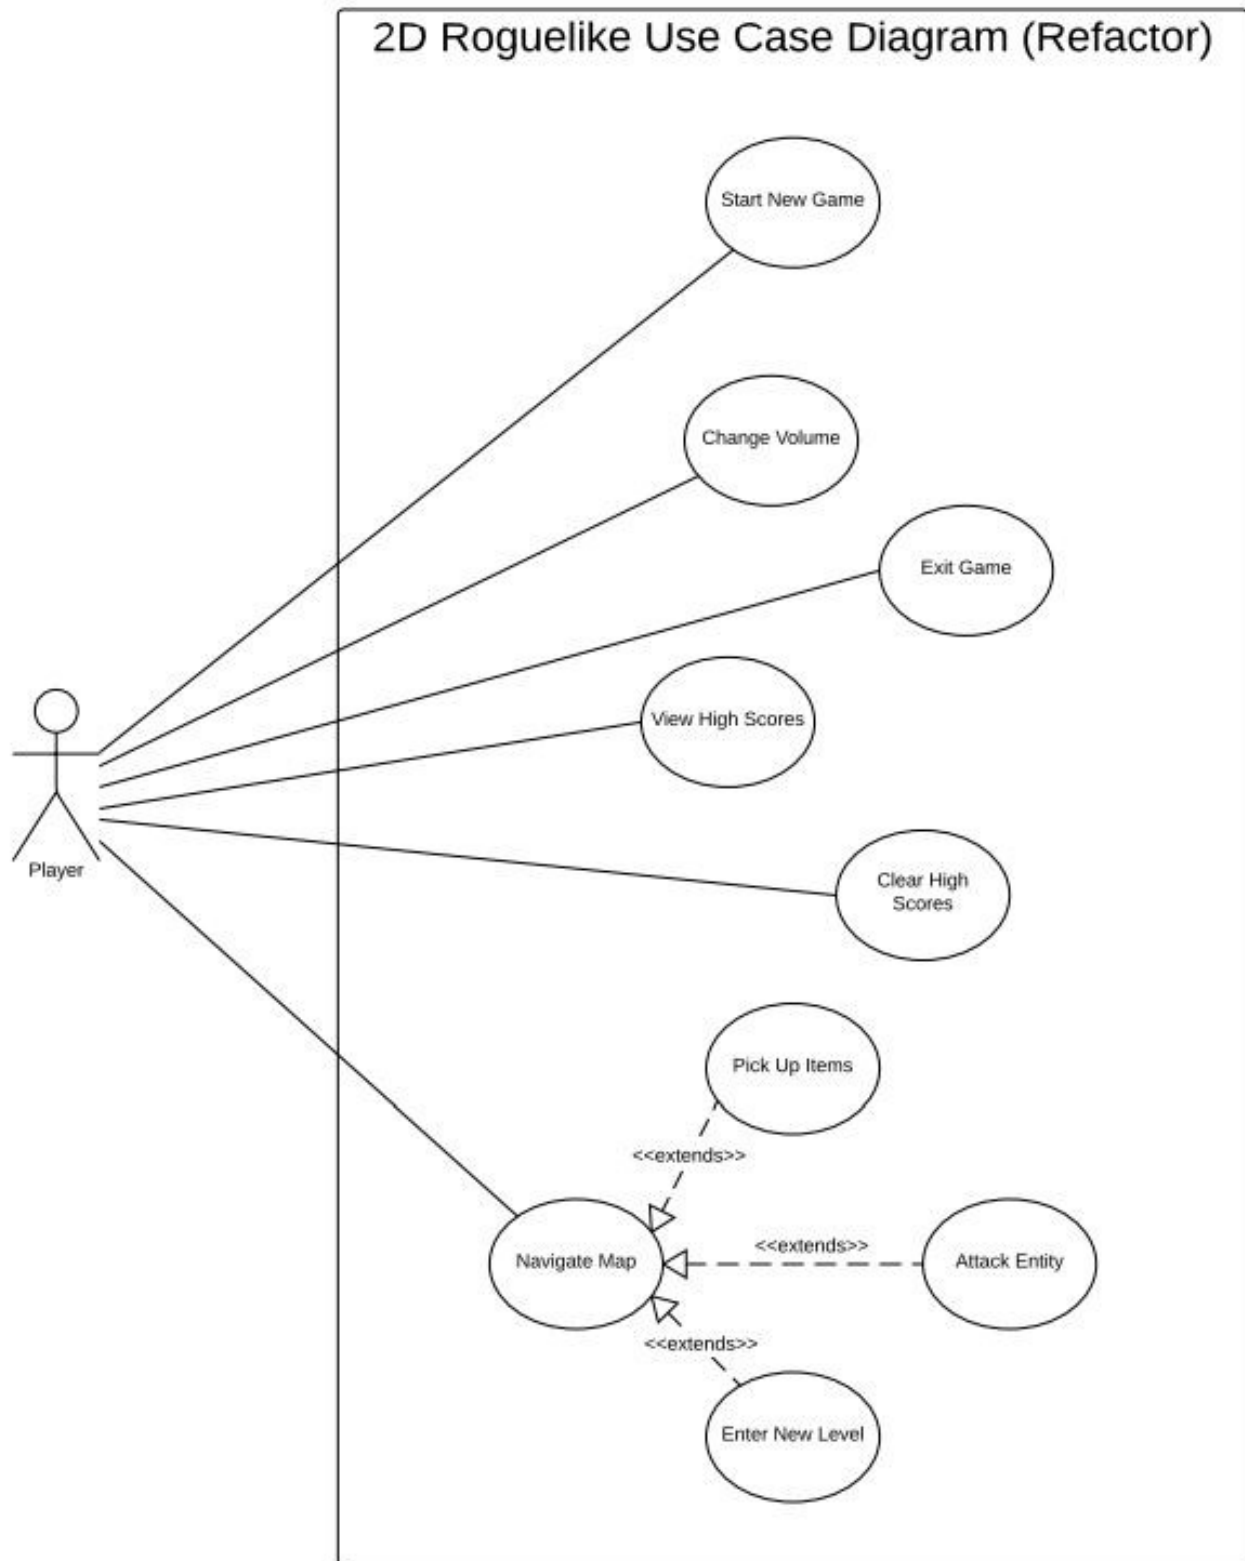 2D Roguelike Use Case Diagram (Refactor)
Start New Game
Change Volume
Exit Game
View High Scores
Player
Clear High
Scores
Pick Up Items
<<extends>>
<<extends>>
Navigate Map
Attack Entity
<<extends>>
Enter New Level